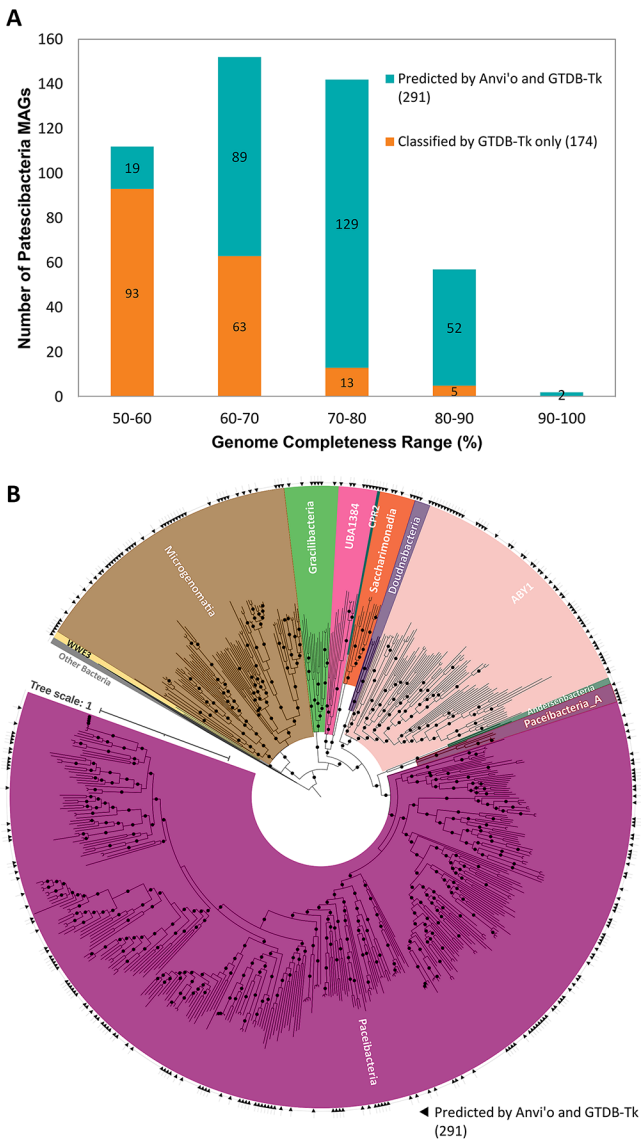 A
Number of Patescibacteria MAGs
160
140
120
100
80
60
40
20
0
Predicted by Anvi'o and GTDB-Tk
(291)
Classified by GTDB-Tk only (174)
19
93
89
63
129
13
52
5
2
50-60
60-70
70-80
80-90
90-100
Genome Completeness Range (%)
B
Microgenomatia
Gracilibacteria
UBA1384
CPR2
Saccharimonadia
Doudnabacteria
ABY1
WWE3
Other Bacteria
Andersenbacteria
Paceibacteria_A
Tree scale: 1
Paceibacteria
Predicted by Anvi'o and GTDB-Tk
(291)